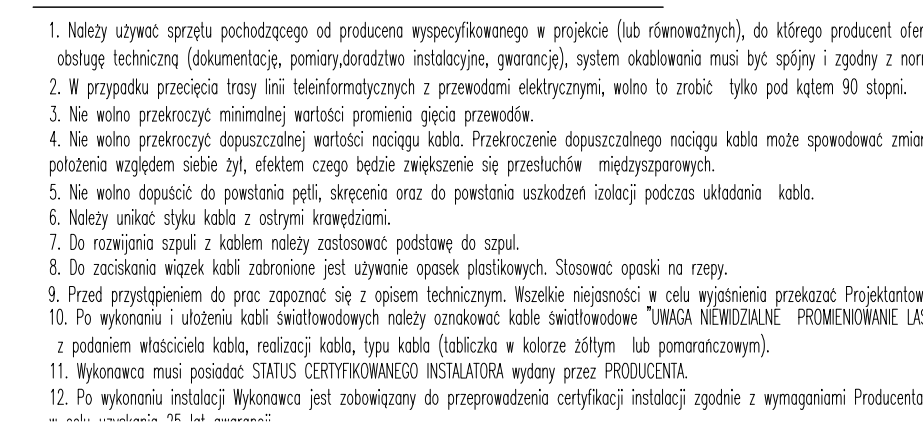 1. Należy używać sprzętu pochodzącego od producena wyspecyfikowanego w projekcie (lub równoważnych), do którego producent
obsługę techniczną (dokumentację, pomiary,doradztwo instalacyjne, gwarancję), system okablowania musi być spójny i zgodny z
2. W przypadku przecięcia trasy linii teleinformatycznych z przewodami elektrycznymi, wolno to zrobić tylko pod kątem 90 stopni.
3. Nie wolno przekroczyć minimalnej wartości promienia gięcia przewodów.
4. Nie wolno przekroczyć dopuszczalnej wartości naciągu kabla. Przekroczenie dopuszczalnego naciągu kabla może spowodować
położenia względem siebie żył, efektem czego będzie zwiększenie się przesłuchów międzyszparowych.
5. Nie wolno dopuścić do powstania pętli, skręcenia oraz do powstania uszkodzeń izolacji podczas układania kabla.
6. Należy unikać styku kabla z ostrymi krawędziami.
7. Do rozwijania szpuli z kablem należy zastosować podstawę do szpul.
8. Do zaciskania wiązek kabli zabronione jest używanie opasek plastikowych. Stosować opaski na rzepy.
9. Przed przystąpieniem do prac zapoznać się z opisem technicznym. Wszelkie niejasności w celu wyjaśnienia przekazać
10. Po wykonaniu i ułożeniu kabli światłowodowych należy oznakować kable światłowodowe "UWAGA NIEWIDZIALNE PROMIENIOWANIE
z podaniem właściciela kabla, realizacji kabla, typu kabla (tabliczka w kolorze żółtym lub pomarańczowym).
11. Wykonawca musi posiadać STATUS CERTYFIKOWANEGO INSTALATORA wydany przez PRODUCENTA.
12. Po wykonaniu instalacji Wykonawca jest zobowiązany do przeprowadzenia certyfikacji instalacji zgodnie z wymaganiami Producenta
w celu uzyskania 25 lat gwarancji